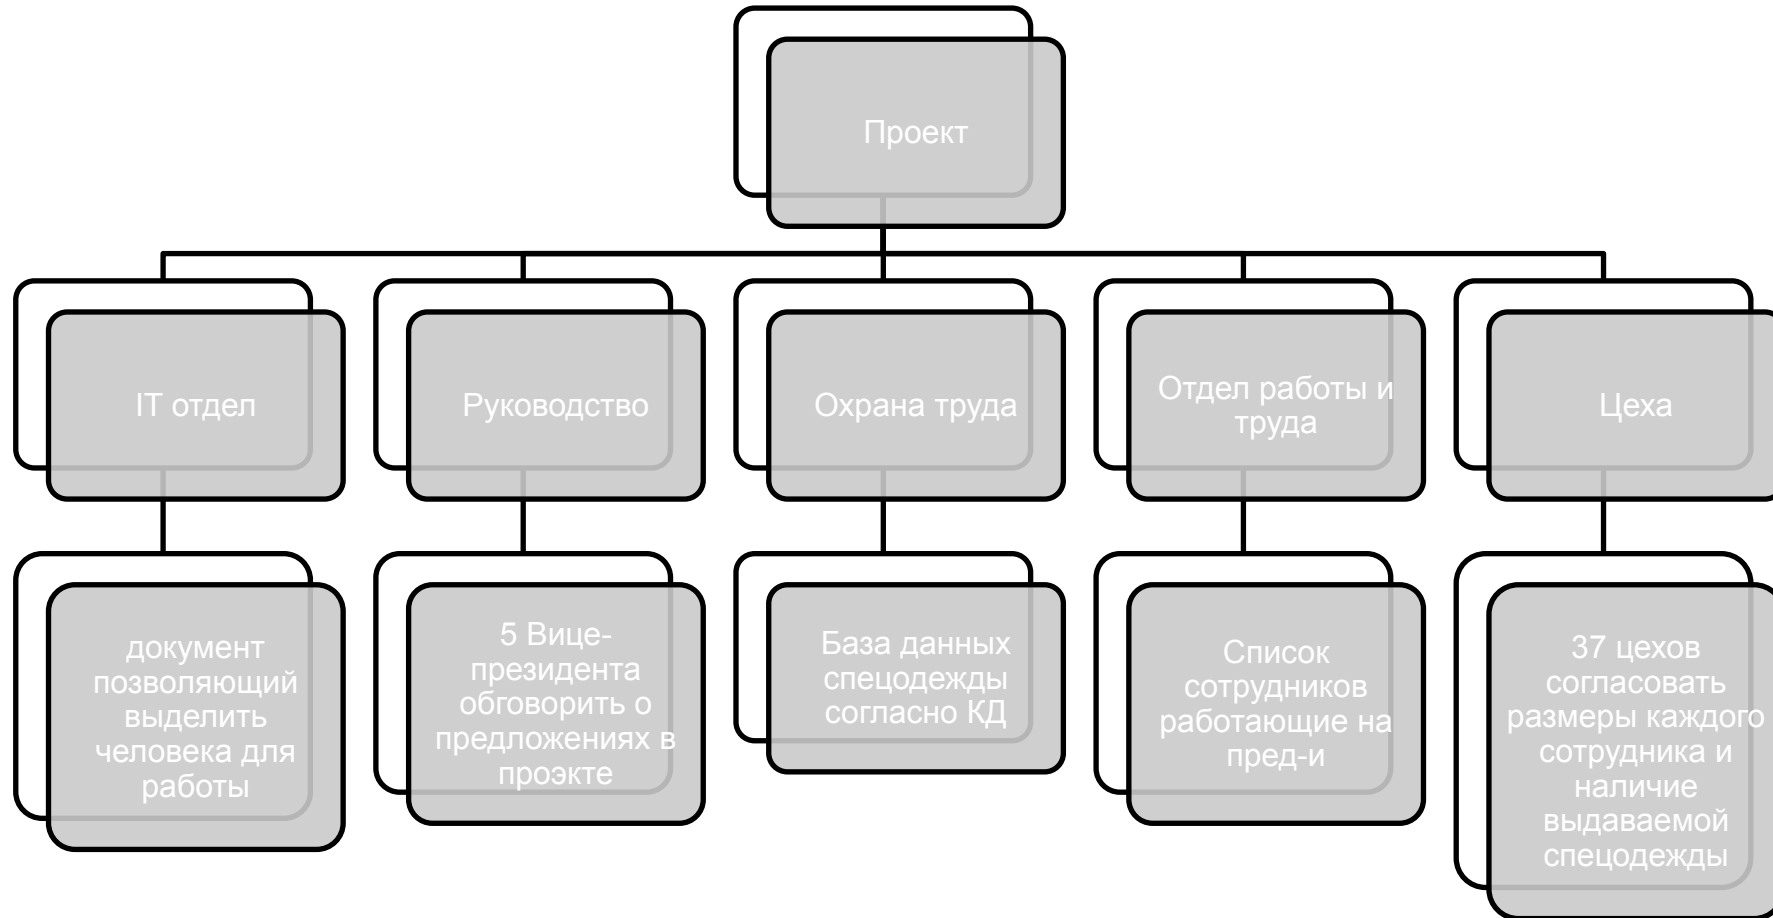 Проект
IT отдел
Руководство
Охрана труда
Отдел работы и
труда
Цеха
документ
позволяющий
выделить
человека для
работы
5 Вице-
президента
обговорить о
предложениях в
проэкте
База данных
спецодежды
согласно КД
Список
сотрудников
работающие на
пред-и
37 цехов
согласовать
размеры каждого
сотрудника и
наличие
выдаваемой
спецодежды